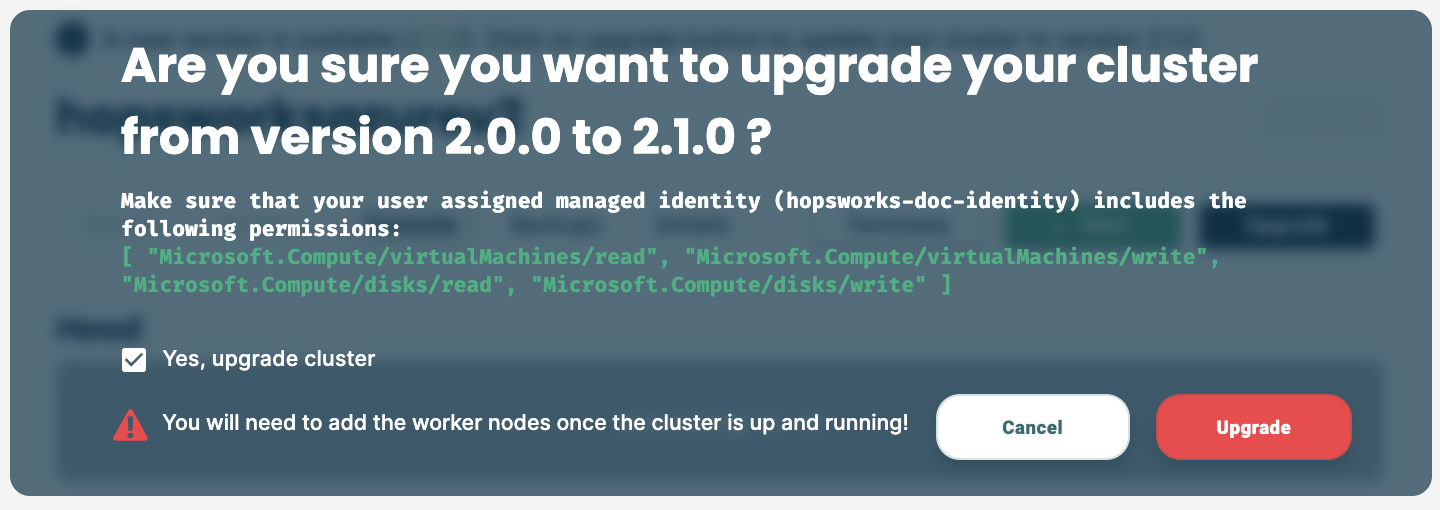 Are you sure you want to upgrade your cluster
from version 2.0.0 to 2.1.0 ?
Make sure that your user assigned managed identity (hopsworks-doc-identity) includes the
following permissions:
[ "Microsoft.Compute/virtualMachines/read", "Microsoft.Compute/virtualMachines/write",
"Microsoft.Compute/disks/read", "Microsoft.Compute/disks/write" ]
Head
Yes, upgrade cluster
You will need to add the worker nodes once the cluster is up and running!
Cancel
Upgrade